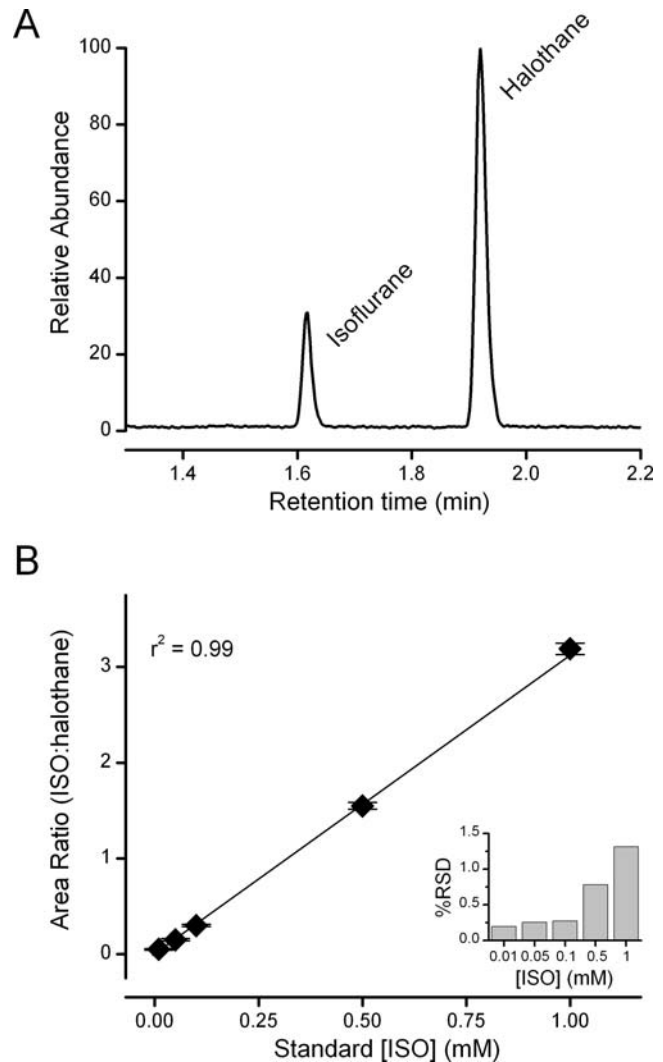 A
100
80
60
40
20
0
Relative Abundance
Isoflurane
Halothane
1.4 1.6 1.8 2.0 2.2
Retention time (min)
B
r² = 0.99
3
2
1
0
Area Ratio (ISO:halothane)
1.5
1.0
0.5
0.0
%RSD
0.01 0.05 0.1 0.5 1
[ISO] (mM)
0.00 0.25 0.50 0.75 1.00
Standard [ISO] (mM)